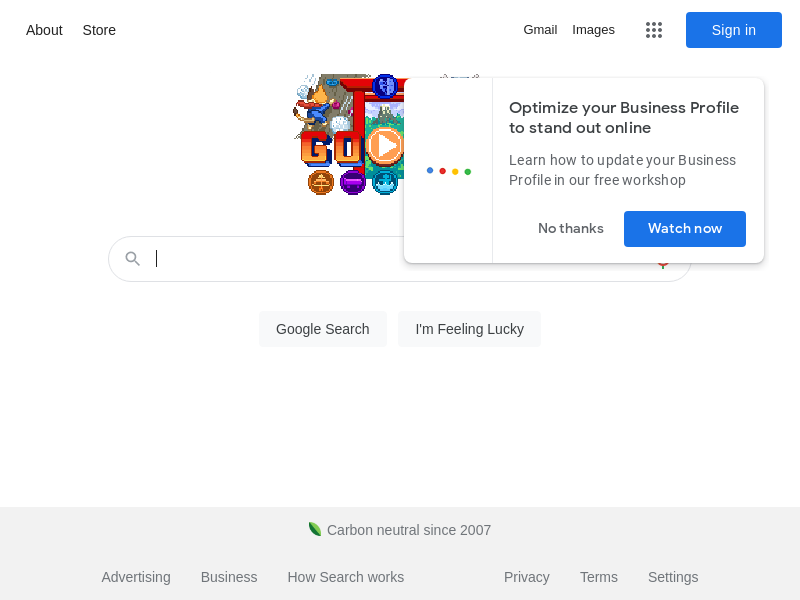 About Store Gmail Images Sign in
GO
Optimize your Business Profile
to stand out online
Learn how to update your Business
Profile in our free workshop
No thanks Watch now
Google Search I'm Feeling Lucky
Carbon neutral since 2007
Advertising Business How Search works Privacy Terms Settings